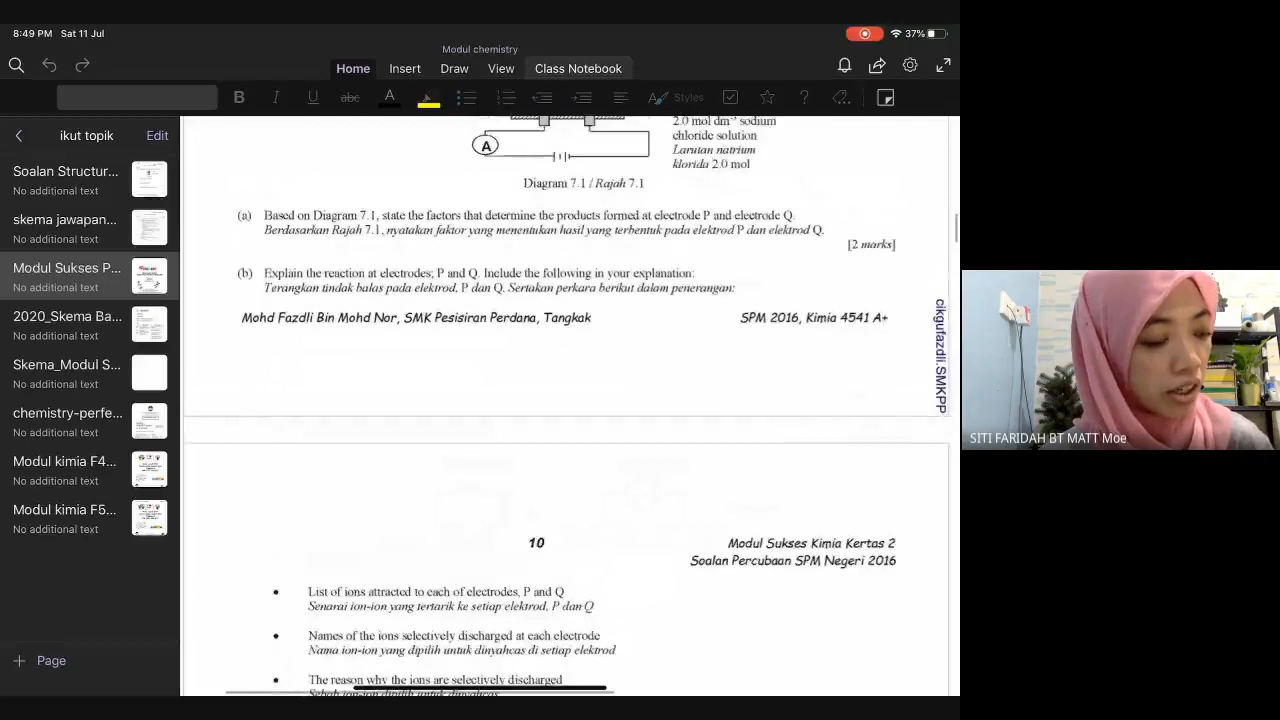 8:49 PM Sat 11 Jul
37%
Modul chemistry
Home Insert Draw View Class Notebook
B I U abc A Styles ?
ikut topik Edit
oalan Structur...
No additional text
skema jawapan...
No additional text
Modul Sukses P...
No additional text
2020_Skema Ba...
No additional text
Skema_Modul S...
No additional text
chemistry-perfe...
No additional text
Modul kimia F4...
No additional text
Modul kimia F5...
No additional text
+ Page
2.0 mol dm⁻³ sodium
chloride solution
Larutan natrium
klorida 2.0 mol
A
Diagram 7.1 / Rajah 7.1
(a) Based on Diagram 7.1, state the factors that determine the products formed at electrode P and electrode Q.
Berdasarkan Rajah 7.1, nyatakan faktor yang menentukan hasil yang terbentuk pada elektrod P dan elektrod Q.
[2 marks]
(b) Explain the reaction at electrodes; P and Q. Include the following in your explanation:
Terangkan tindak balas pada elektrod, P dan Q. Sertakan perkara berikut dalam penerangan:
Mohd Fazdli Bin Mohd Nor, SMK Pesisiran Perdana, Tangkak SPM 2016, Kimia 4541 A+
cikgufazdli.SMKPP
10 Modul Sukses Kimia Kertas 2
Soalan Percubaan SPM Negeri 2016
• List of ions attracted to each of electrodes, P and Q
Senarai ion-ion yang tertarik ke setiap elektrod, P dan Q
• Names of the ions selectively discharged at each electrode
Nama ion-ion yang dipilih untuk dinyahcas di setiap elektrod
• The reason why the ions are selectively discharged
Sebab ion-ion dipilih untuk dinyahcas
SITI FARIDAH BT MATT Moe